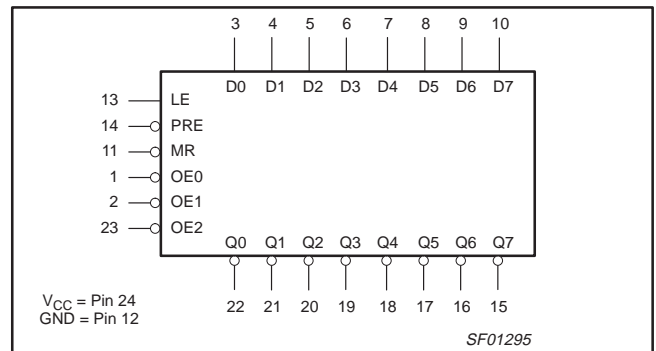 3 4 5 6 7 8 9 10
D0 D1 D2 D3 D4 D5 D6 D7
13 LE
14 PRE
11 MR
1 OE0
2 OE1
23 OE2
Q0 Q1 Q2 Q3 Q4 Q5 Q6 Q7
22 21 20 19 18 17 16 15
VCC = Pin 24
GND = Pin 12
SF01295